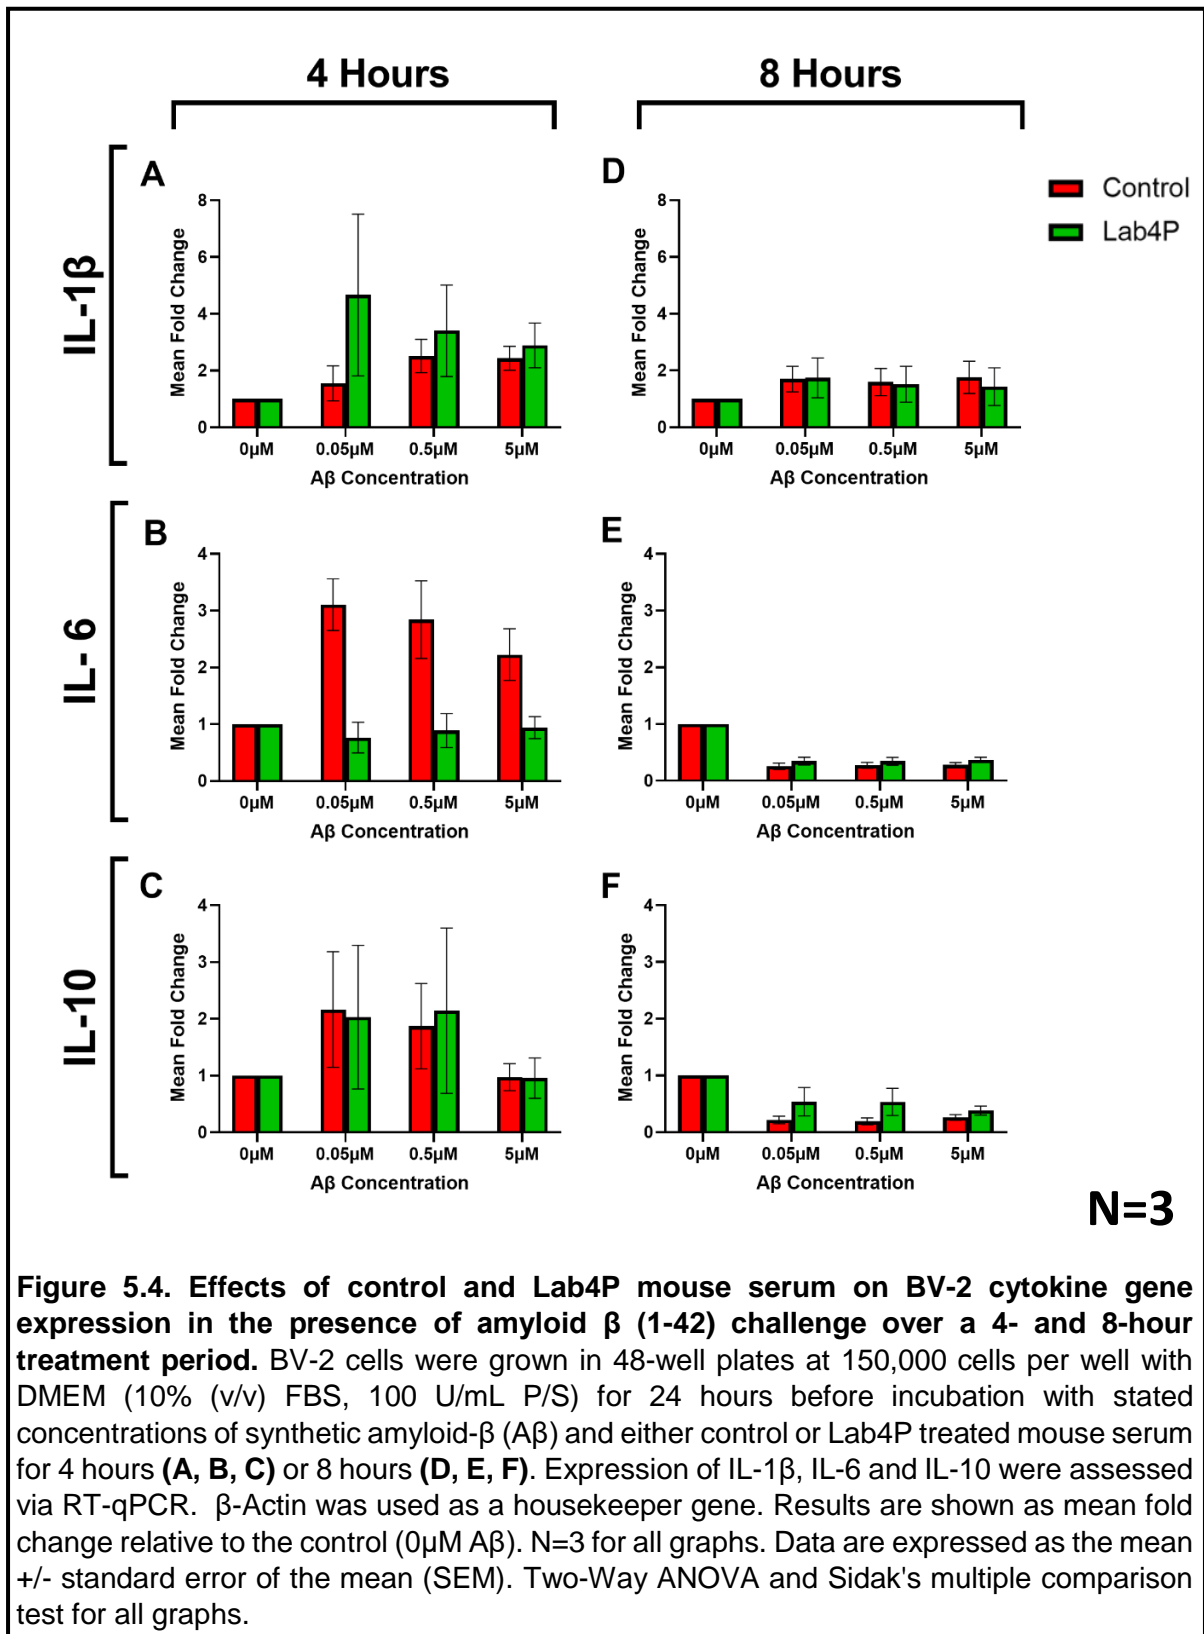 4 Hours
8 Hours
IL-1β
A
Mean Fold Change
8
6
4
2
0
0µM 0.05µM 0.5µM 5µM
Aβ Concentration
D
Mean Fold Change
8
6
4
2
0
0µM 0.05µM 0.5µM 5µM
Aβ Concentration
Control
Lab4P
IL- 6
B
Mean Fold Change
4
3
2
1
0
0µM 0.05µM 0.5µM 5µM
Aβ Concentration
E
Mean Fold Change
4
3
2
1
0
0µM 0.05µM 0.5µM 5µM
Aβ Concentration
IL-10
C
Mean Fold Change
4
3
2
1
0
0µM 0.05µM 0.5µM 5µM
Aβ Concentration
F
Mean Fold Change
4
3
2
1
0
0µM 0.05µM 0.5µM 5µM
Aβ Concentration
N=3
Figure 5.4. Effects of control and Lab4P mouse serum on BV-2 cytokine gene
expression in the presence of amyloid β (1-42) challenge over a 4- and 8-hour
treatment period. BV-2 cells were grown in 48-well plates at 150,000 cells per well with
DMEM (10% (v/v) FBS, 100 U/mL P/S) for 24 hours before incubation with stated
concentrations of synthetic amyloid-β (Aβ) and either control or Lab4P treated mouse serum
for 4 hours (A, B, C) or 8 hours (D, E, F). Expression of IL-1β, IL-6 and IL-10 were assessed
via RT-qPCR. β-Actin was used as a housekeeper gene. Results are shown as mean fold
change relative to the control (0µM Aβ). N=3 for all graphs. Data are expressed as the mean
+/- standard error of the mean (SEM). Two-Way ANOVA and Sidak's multiple comparison
test for all graphs.